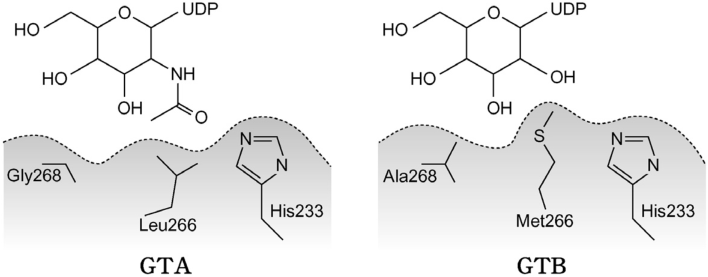 UDP
O
HO
HO
NH
OH
O
N
N
Gly268
Leu266
His233
GTA
UDP
O
HO
HO
OH
OH
S
N
N
Ala268
Met266
His233
GTB